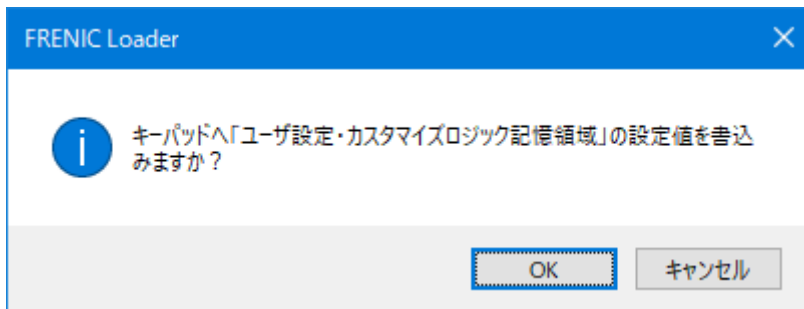 FRENIC Loader
キーパッドへ「ユーザ設定・カスタマイズロジック記憶領域」の設定値を書込
みますか？
OK
キャンセル